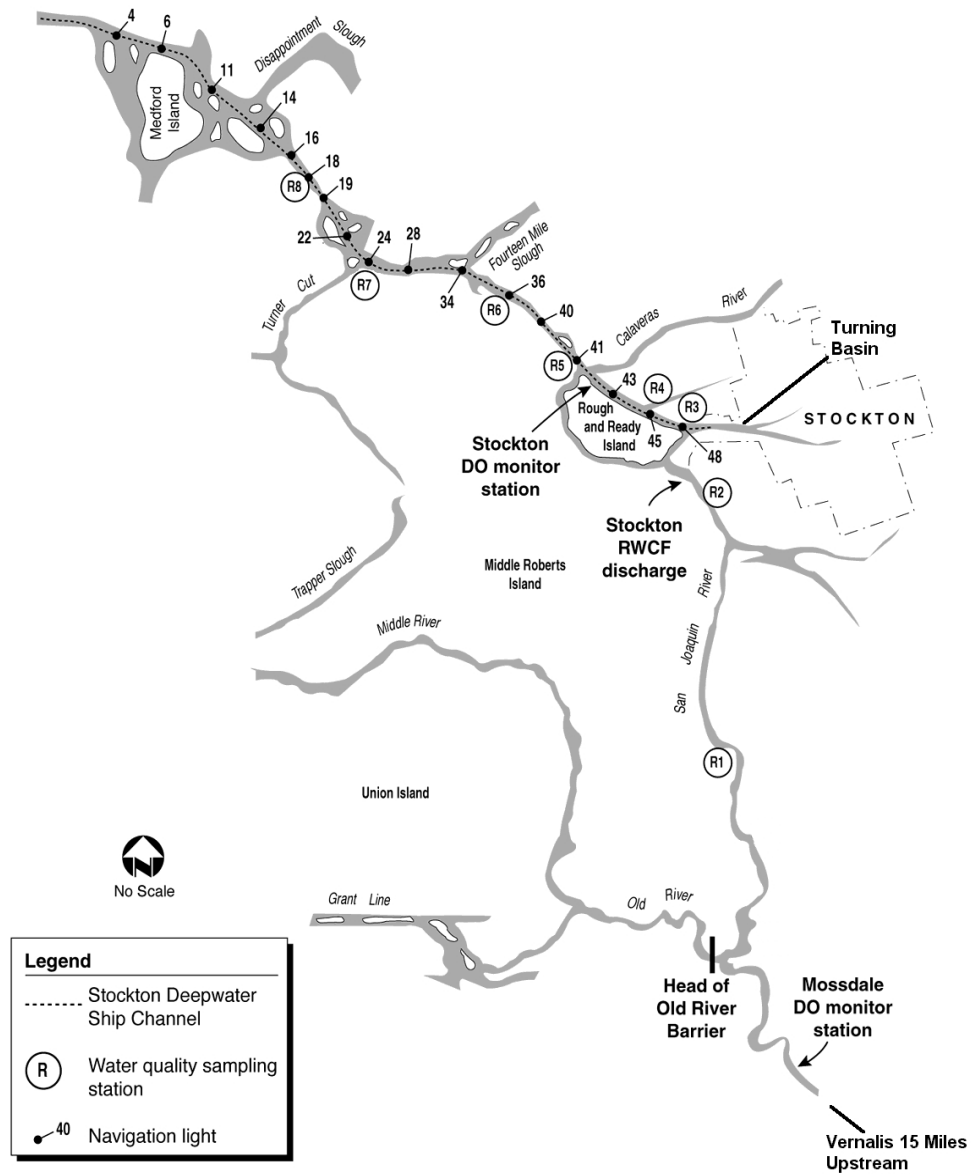 4
6
11
14
16
18
19
22
24
28
34
36
40
41
43
45
48
Disappointment
Slough
Medford
Island
R8
R7
R6
R5
R4
R3
R2
R1
Turner Cut
Fourteen Mile
Slough
Calaveras River
Turning
Basin
STOCKTON
Rough
and Ready
Island
Stockton
DO monitor
station
Stockton
RWCF
discharge
Middle Roberts
Island
Trapper Slough
Middle River
San Joaquin River
Union Island
No Scale
Grant Line
Old River
Head of
Old River
Barrier
Mossdale
DO monitor
station
Vernalis 15 Miles
Upstream
Legend
Stockton Deepwater
Ship Channel
R
Water quality sampling
station
40
Navigation light
N